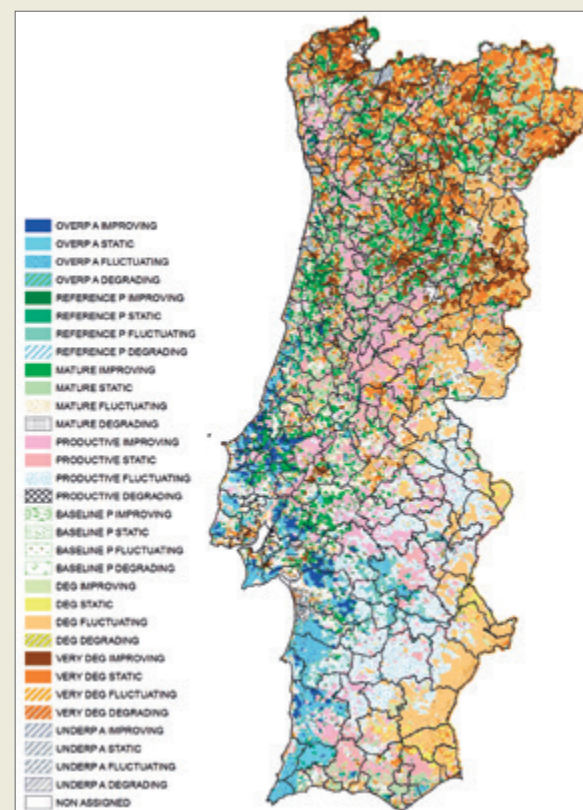 OVERP A IMPROVING
OVERP A STATIC
OVERP A FLUCTUATING
OVERP A DEGRADING
REFERENCE P IMPROVING
REFERENCE P STATIC
REFERENCE P FLUCTUATING
REFERENCE P DEGRADING
MATURE IMPROVING
MATURE STATIC
MATURE FLUCTUATING
MATURE DEGRADING
PRODUCTIVE IMPROVING
PRODUCTIVE STATIC
PRODUCTIVE FLUCTUATING
PRODUCTIVE DEGRADING
BASELINE P IMPROVING
BASELINE P STATIC
BASELINE P FLUCTUATING
BASELINE P DEGRADING
DEG IMPROVING
DEG STATIC
DEG FLUCTUATING
DEG DEGRADING
VERY DEG IMPROVING
VERY DEG STATIC
VERY DEG FLUCTUATING
VERY DEG DEGRADING
UNDERP A IMPROVING
UNDERP A STATIC
UNDERP A FLUCTUATING
UNDERP A DEGRADING
NON ASSIGNED